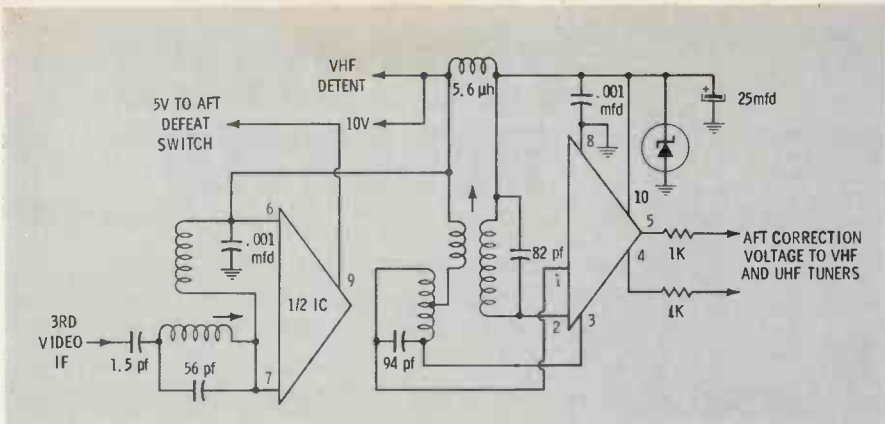 VHF
DETENT
5.6 µh
.001
mfd
25mfd
+
5V TO AFT
DEFEAT
SWITCH
10V
8
6
.001
mfd
9
10
5
1K
AFT CORRECTION
VOLTAGE TO VHF
AND UHF TUNERS
82 pf
4
1
1/2 IC
1K
3RD
VIDEO
IF
1.5 pf
56 pf
7
94 pf
2
3